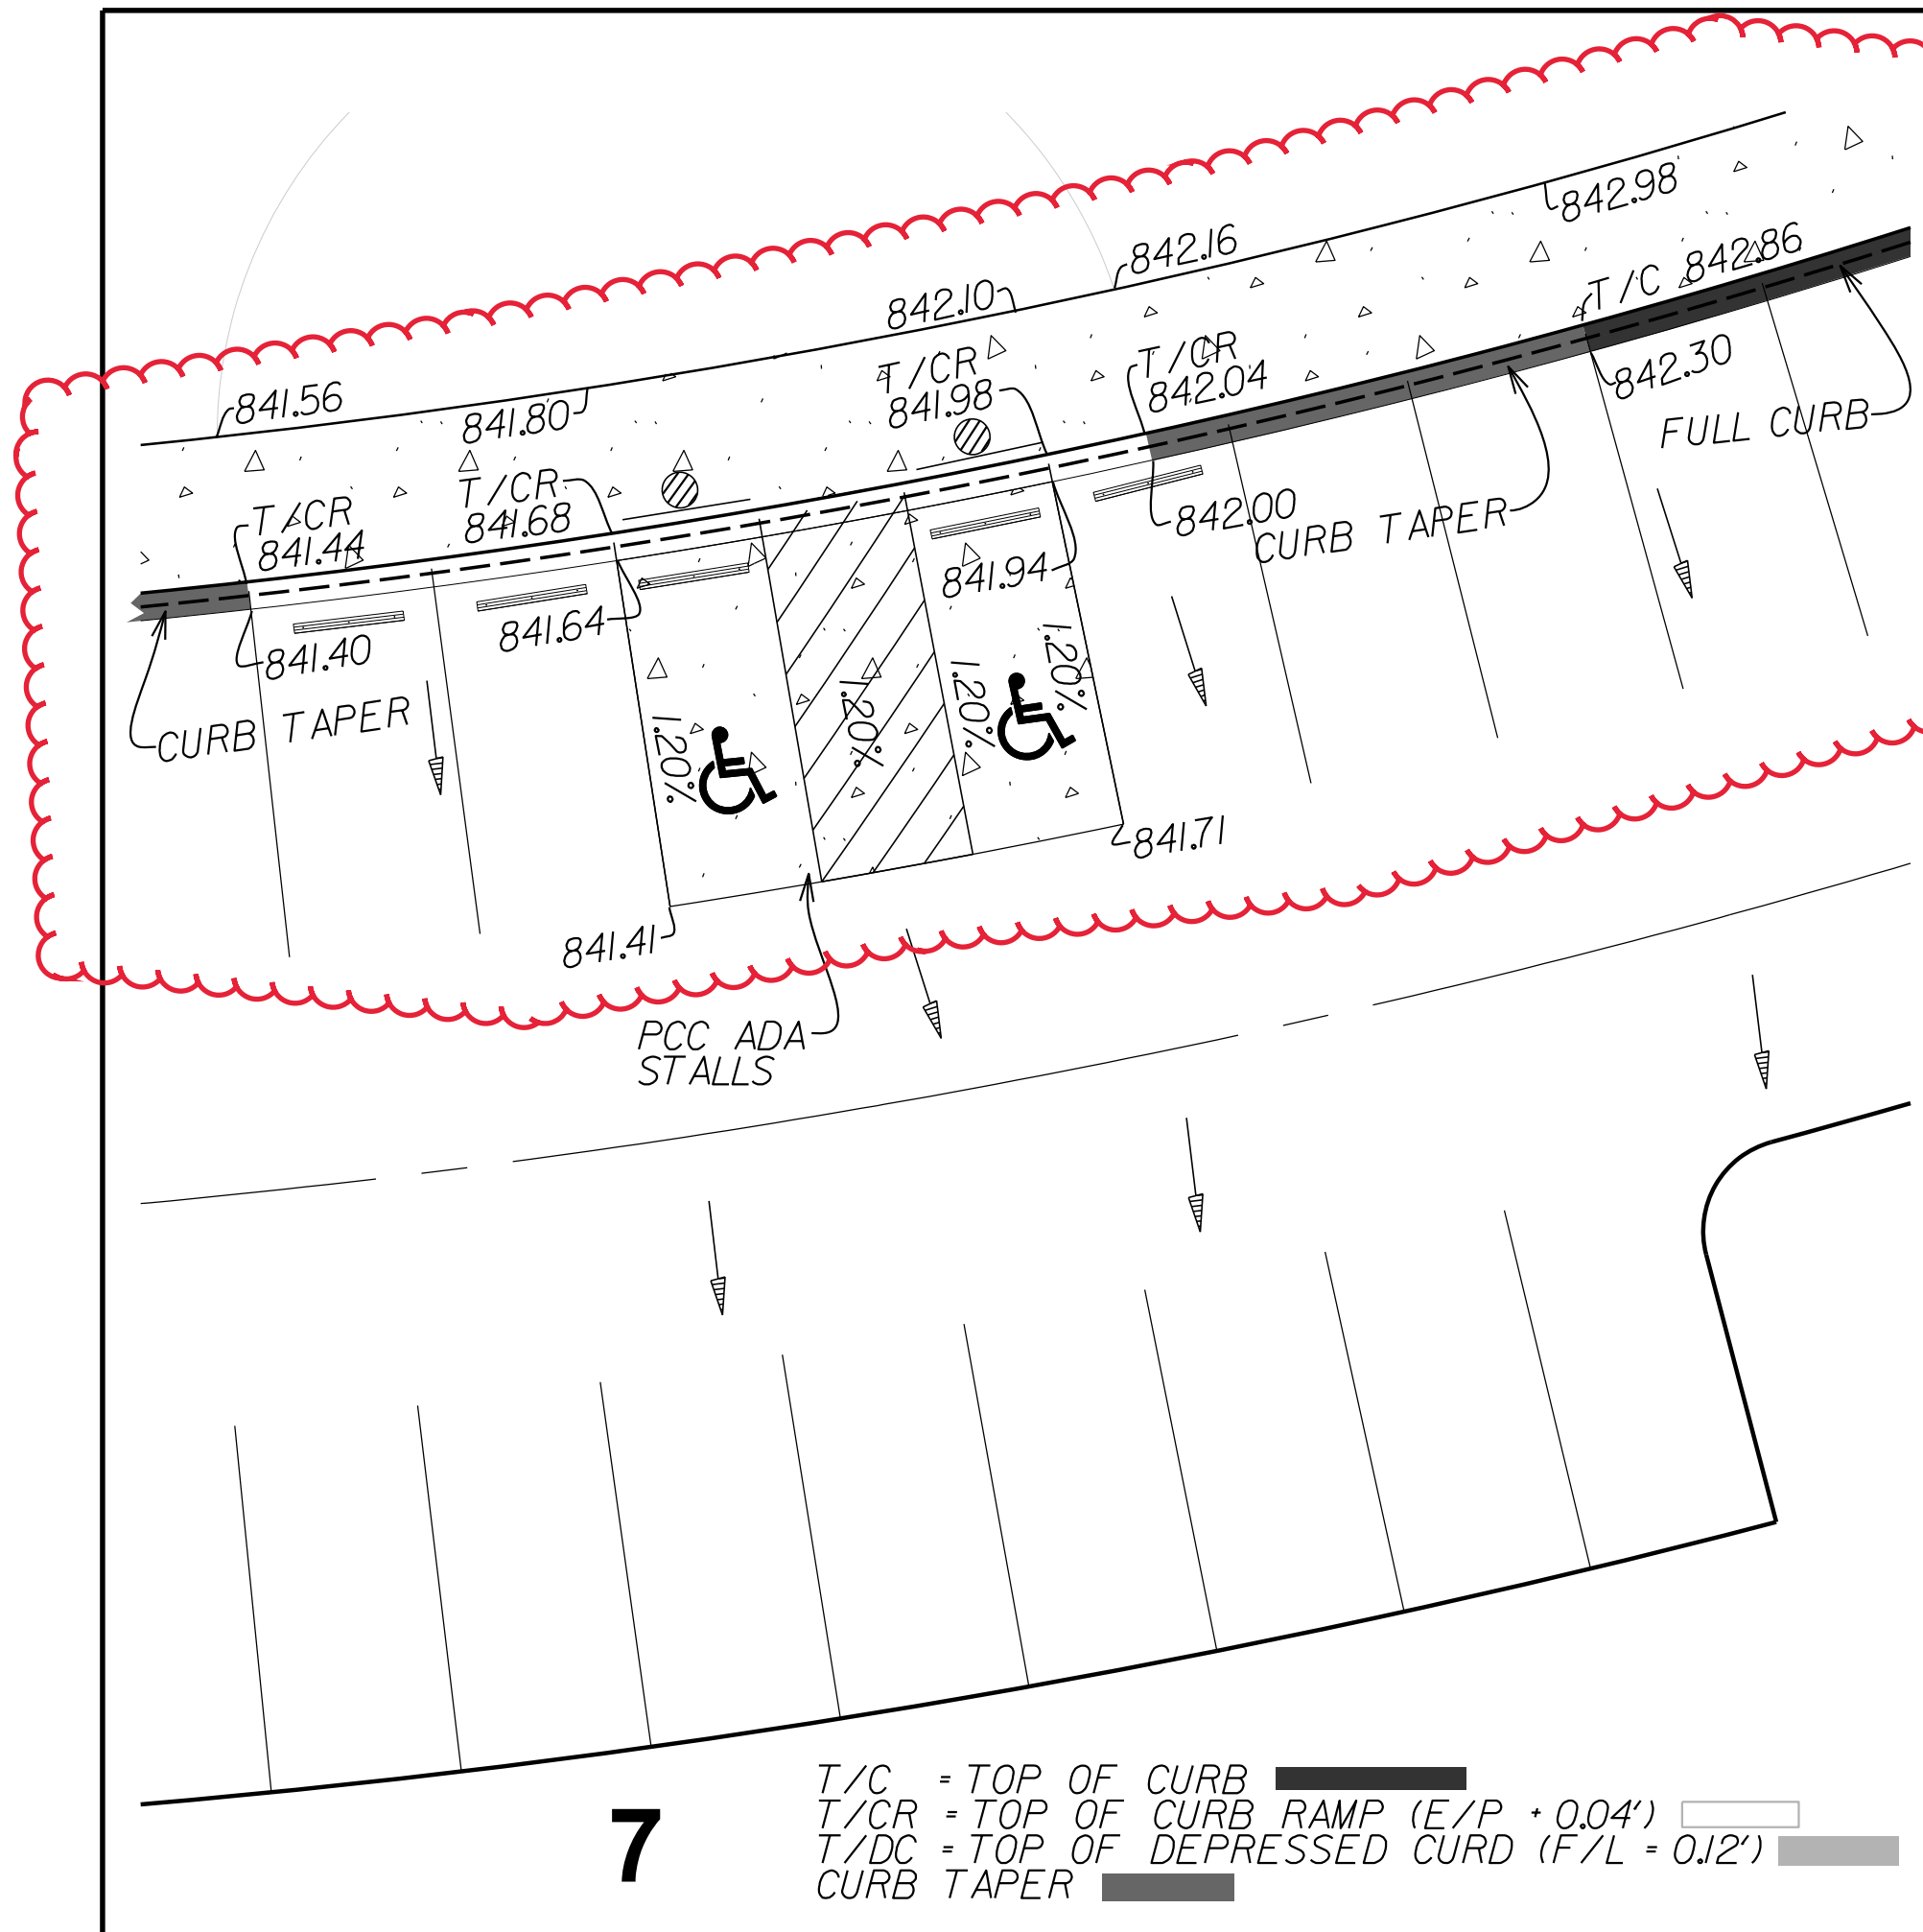 842.98
842.16
T/C 842.86
842.10
842.30
T/CR
842.04
T/CR
841.98
FULL CURB
841.56
841.80
T/CR
841.68
T/CR
841.44
842.00
CURB TAPER
841.94
841.64
841.40
CURB TAPER
1.20%
1.20%
1.20%
1.20%
841.71
841.41
PCC ADA
STALLS
T/C = TOP OF CURB
T/CR = TOP OF CURB RAMP (E/P + 0.04')
T/DC = TOP OF DEPRESSED CURD (F/L = 0.12')
CURB TAPER
7